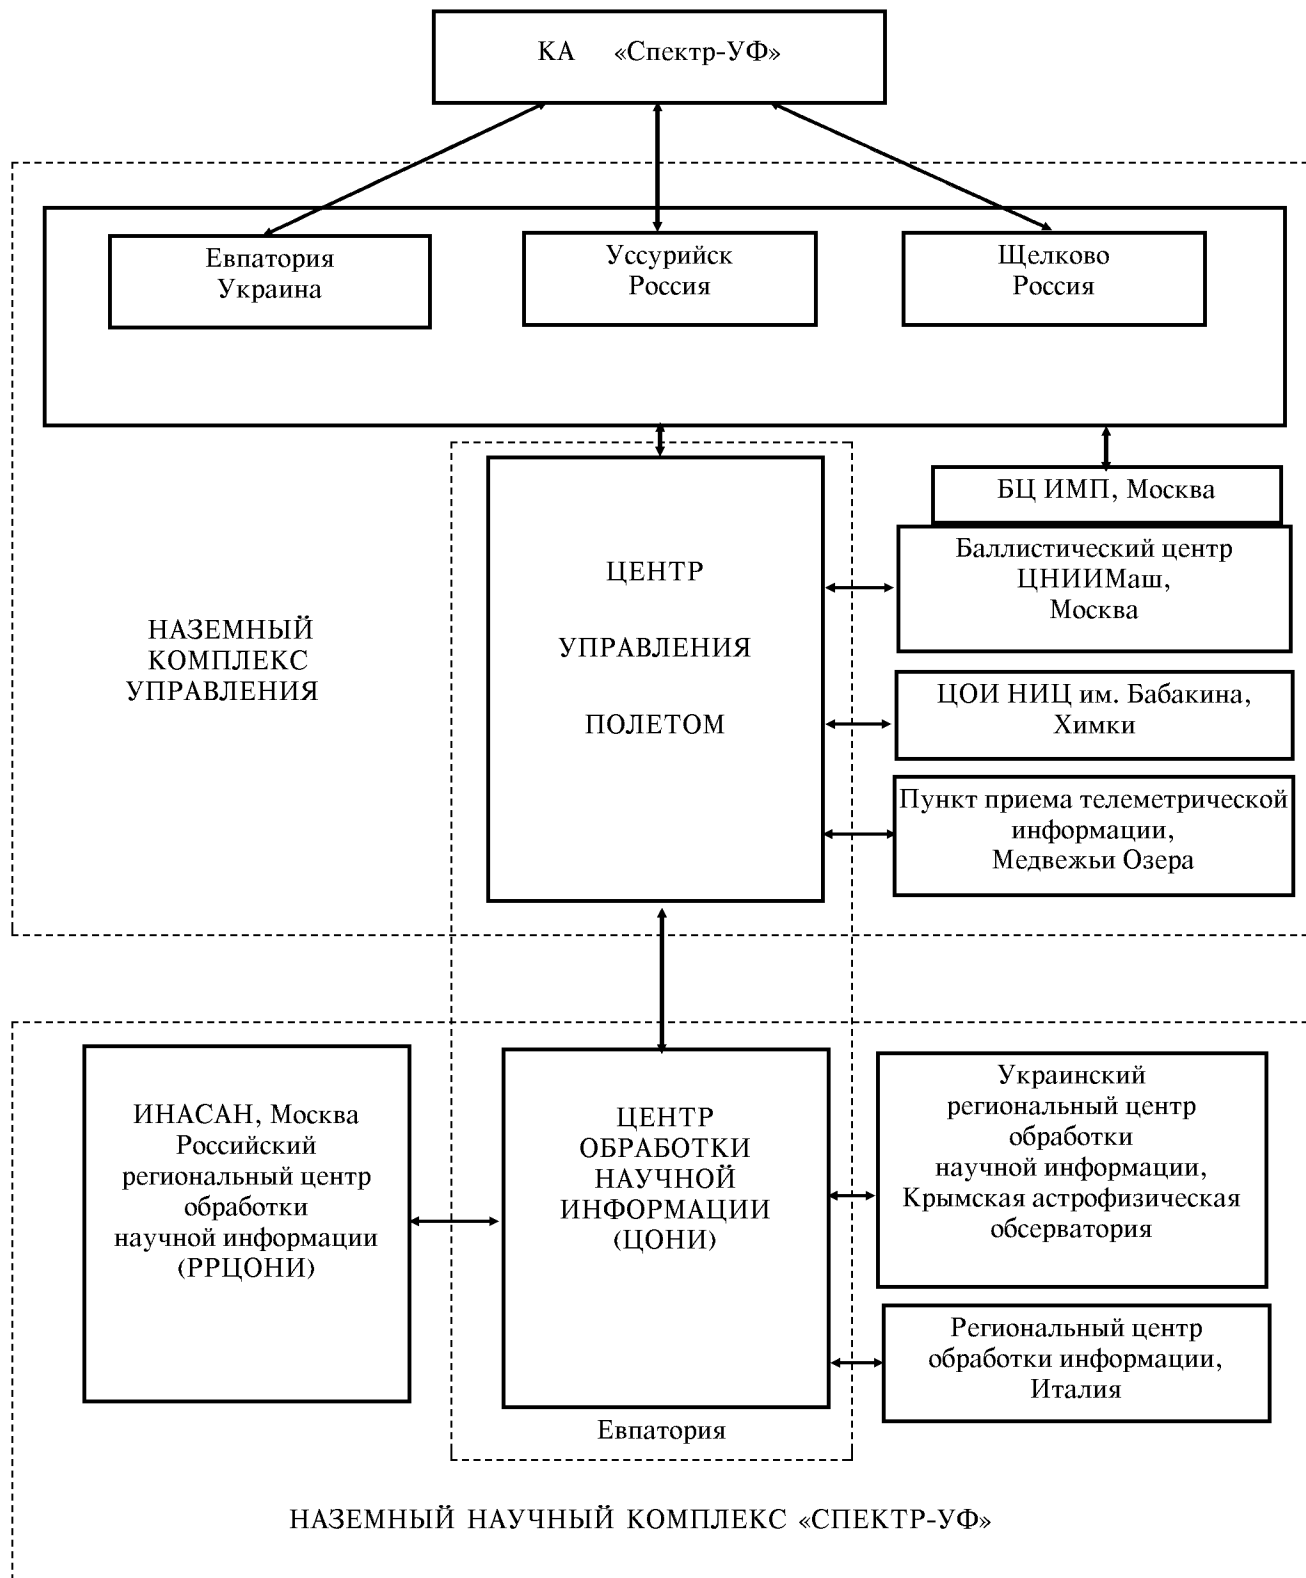 КА «Спектр-УФ»
Евпатория
Украина
Уссурийск
Россия
Щелково
Россия
БЦ ИМП, Москва
Баллистический центр
ЦНИИМаш,
Москва
ЦЕНТР
УПРАВЛЕНИЯ
ПОЛЕТОМ
НАЗЕМНЫЙ
КОМПЛЕКС
УПРАВЛЕНИЯ
ЦОИ НИЦ им. Бабакина,
Химки
Пункт приема телеметрической
информации,
Медвежьи Озера
ИНАСАН, Москва
Российский
региональный центр
обработки
научной информации
(РРЦОНИ)
ЦЕНТР
ОБРАБОТКИ
НАУЧНОЙ
ИНФОРМАЦИИ
(ЦОНИ)
Украинский
региональный центр
обработки
научной информации,
Крымская астрофизическая
обсерватория
Региональный центр
обработки информации,
Италия
Евпатория
НАЗЕМНЫЙ НАУЧНЫЙ КОМПЛЕКС «СПЕКТР-УФ»